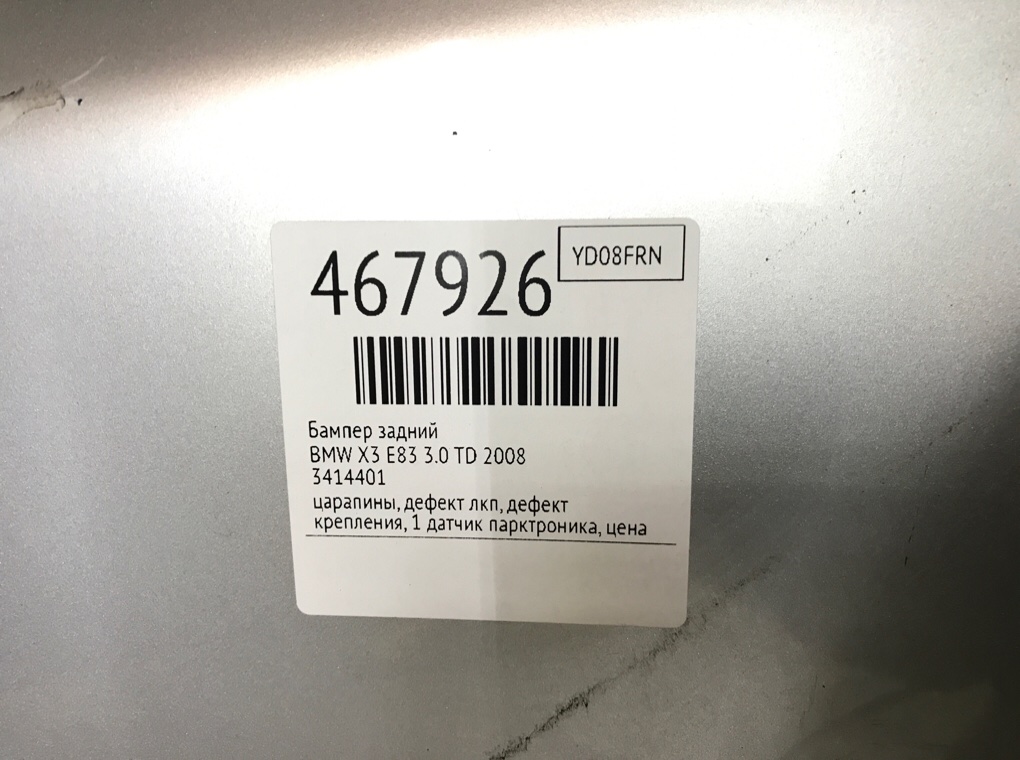 467926
YD08FRN
Бампер задний
BMW X3 E83 3.0 TD 2008
3414401
царапины, дефект лкп, дефект
крепления, 1 датчик парктроника, цена